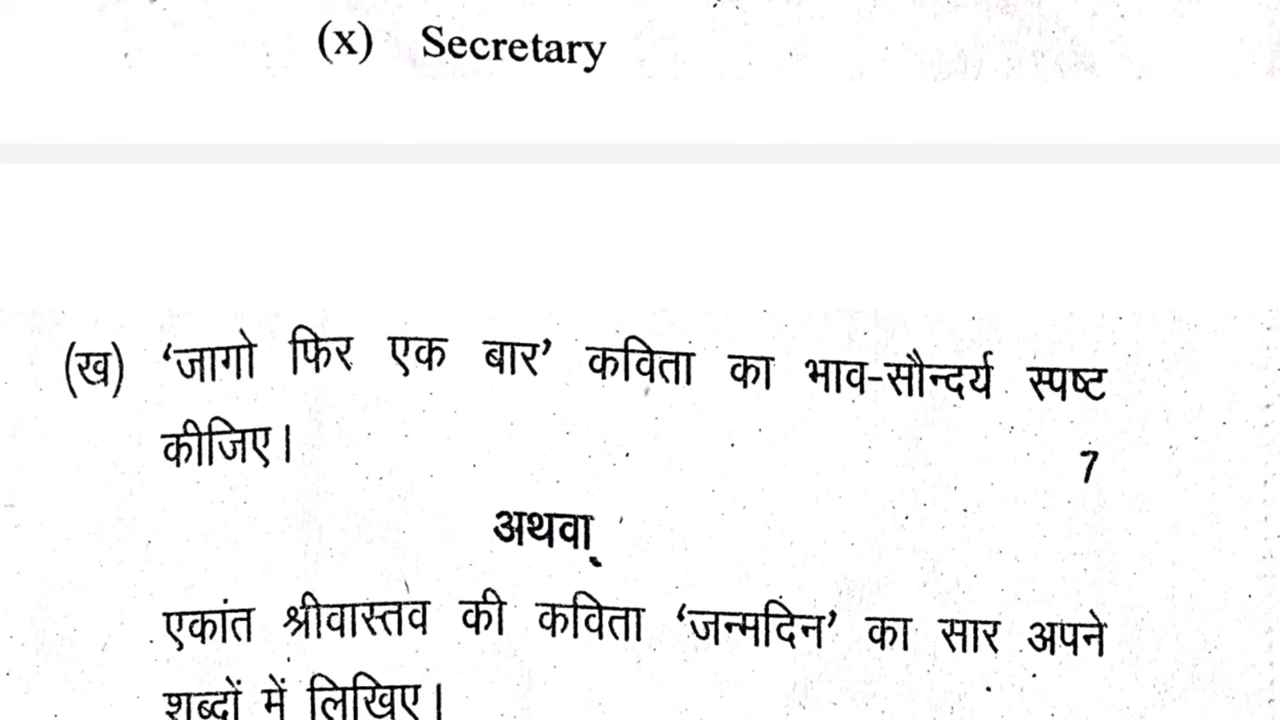 (x) Secretary
(ख) ‘जागो फिर एक बार’ कविता का भाव-सौन्दर्य स्पष्ट
कीजिए।
7
अथवा
एकांत श्रीवास्तव की कविता ‘जन्मदिन’ का सार अपने
शब्दों में लिखिए।